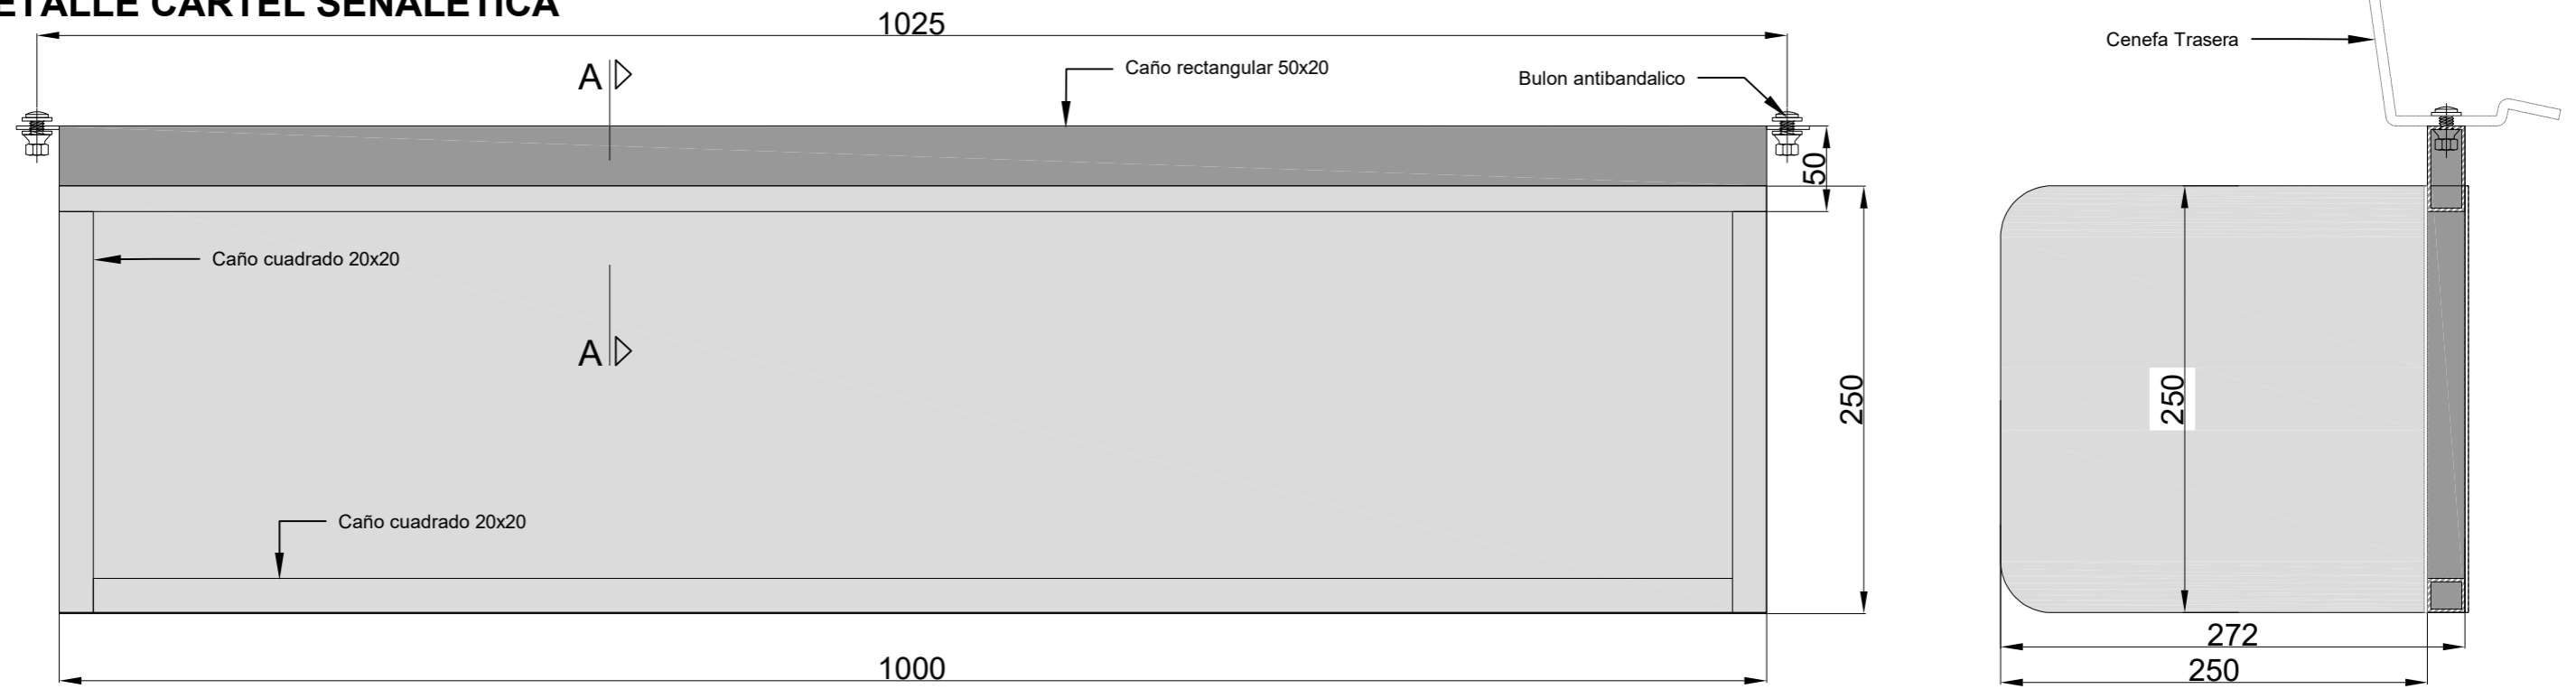 ETALLE CARTEL SEÑALETICA
1025
Cenefa Trasera
A
Caño rectangular 50x20
Bulon antibandalico
50
Caño cuadrado 20x20
A
250
250
Caño cuadrado 20x20
272
1000
250